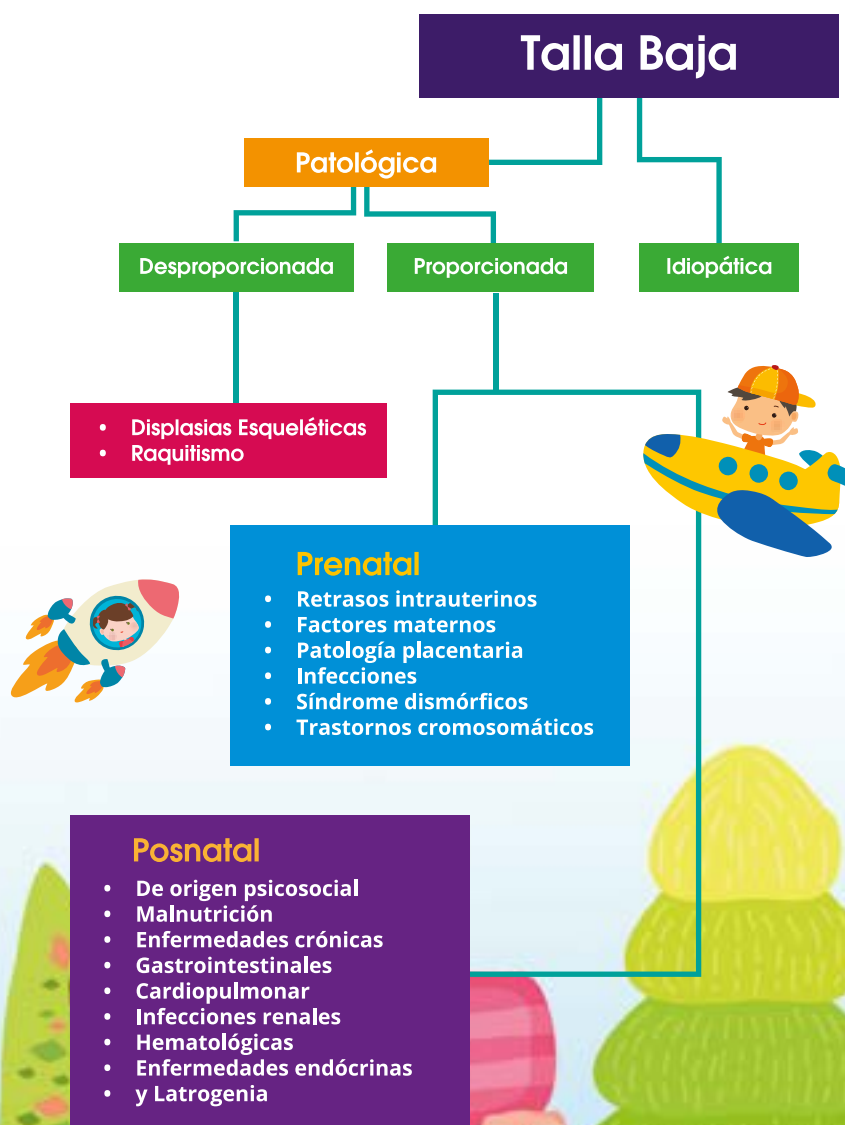 Talla Baja
Patológica
Desproporcionada
Proporcionada
Idiopática
• Displasias Esqueléticas
• Raquitismo
Prenatal
• Retrasos intrauterinos
• Factores maternos
• Patología placentaria
• Infecciones
• Síndrome dismórficos
• Trastornos cromosomáticos
Posnatal
• De origen psicosocial
• Malnutrición
• Enfermedades crónicas
• Gastrointestinales
• Cardiopulmonar
• Infecciones renales
• Hematológicas
• Enfermedades endócrinas
• y Latrogenia